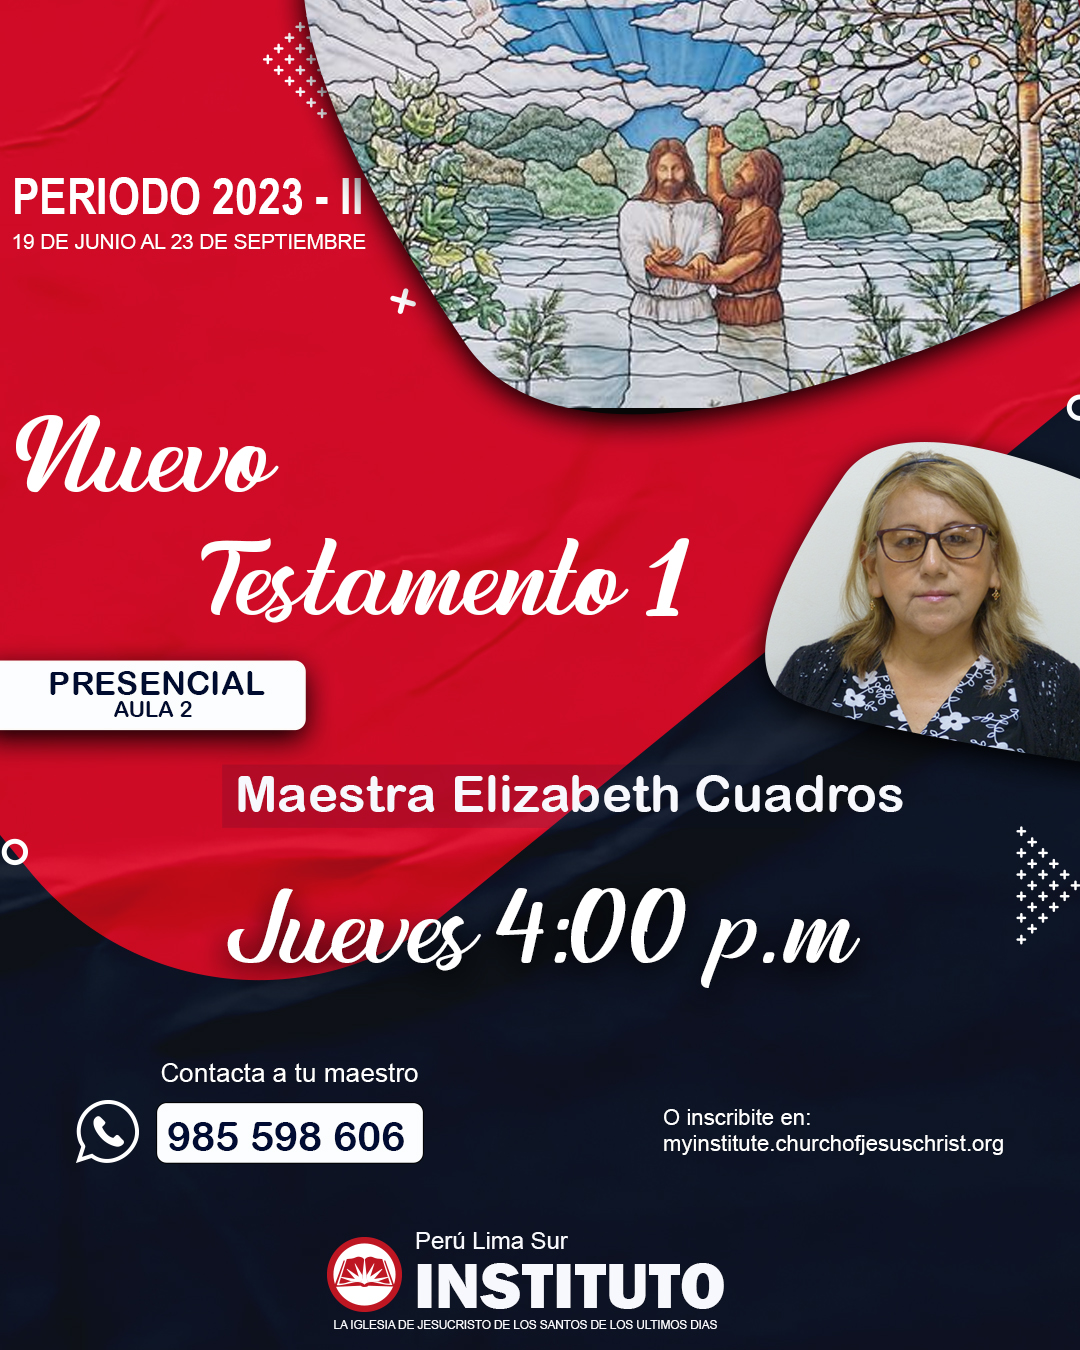 PERIODO 2023 - II
19 DE JUNIO AL 23 DE SEPTIEMBRE
Nuevo
Testamento 1
PRESENCIAL
AULA 2
Maestra Elizabeth Cuadros
Jueves 4:00 p.m
Contacta a tu maestro
985 598 606
O inscribite en:
myinstitute.churchofjesuschrist.org
Perú Lima Sur
INSTITUTO
LA IGLESIA DE JESUCRISTO DE LOS SANTOS DE LOS ULTIMOS DIAS